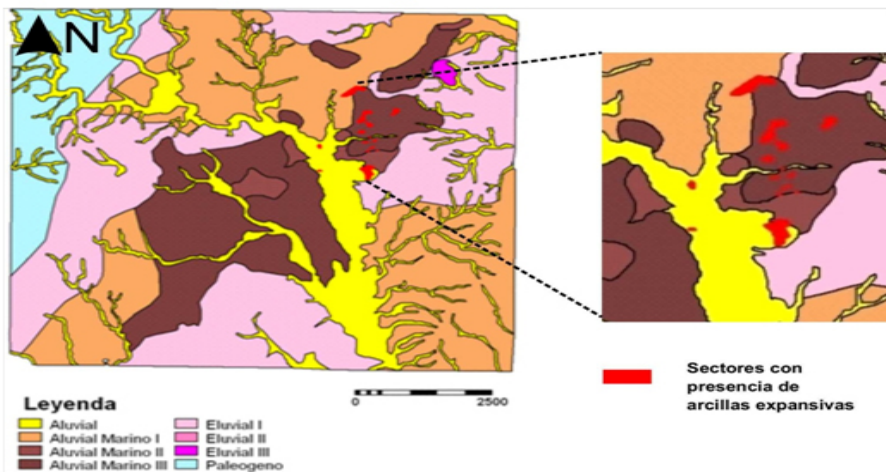 N
2500
Leyenda
Aluvial
Aluvial Marino I
Aluvial Marino II
Aluvial Marino III
Eluvial I
Eluvial II
Eluvial III
Paleogeno
Sectores con
presencia de
arcillas expansivas